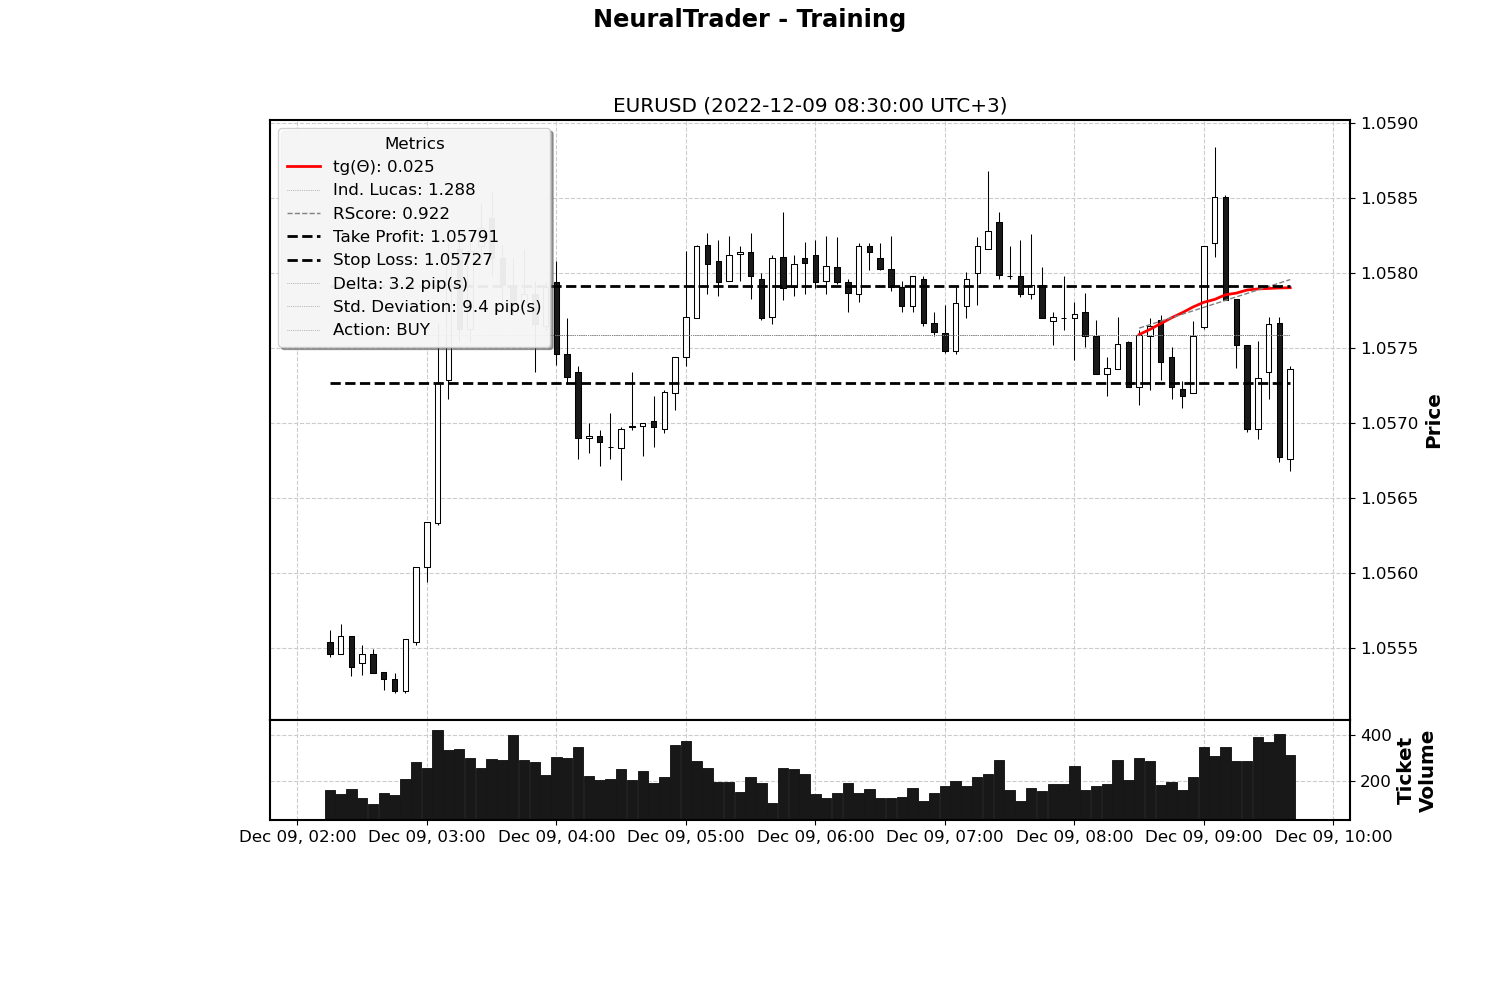 NeuralTrader - Training
EURUSD (2022-12-09 08:30:00 UTC+3)
Metrics
tg(Θ): 0.025
Ind. Lucas: 1.288
RScore: 0.922
Take Profit: 1.05791
Stop Loss: 1.05727
Delta: 3.2 pip(s)
Std. Deviation: 9.4 pip(s)
Action: BUY
1.0590
1.0585
1.0580
1.0575
1.0570
1.0565
1.0560
1.0555
Price
400
200
Ticket
Volume
Dec 09, 02:00 Dec 09, 03:00 Dec 09, 04:00 Dec 09, 05:00 Dec 09, 06:00 Dec 09, 07:00 Dec 09, 08:00 Dec 09, 09:00 Dec 09, 10:00